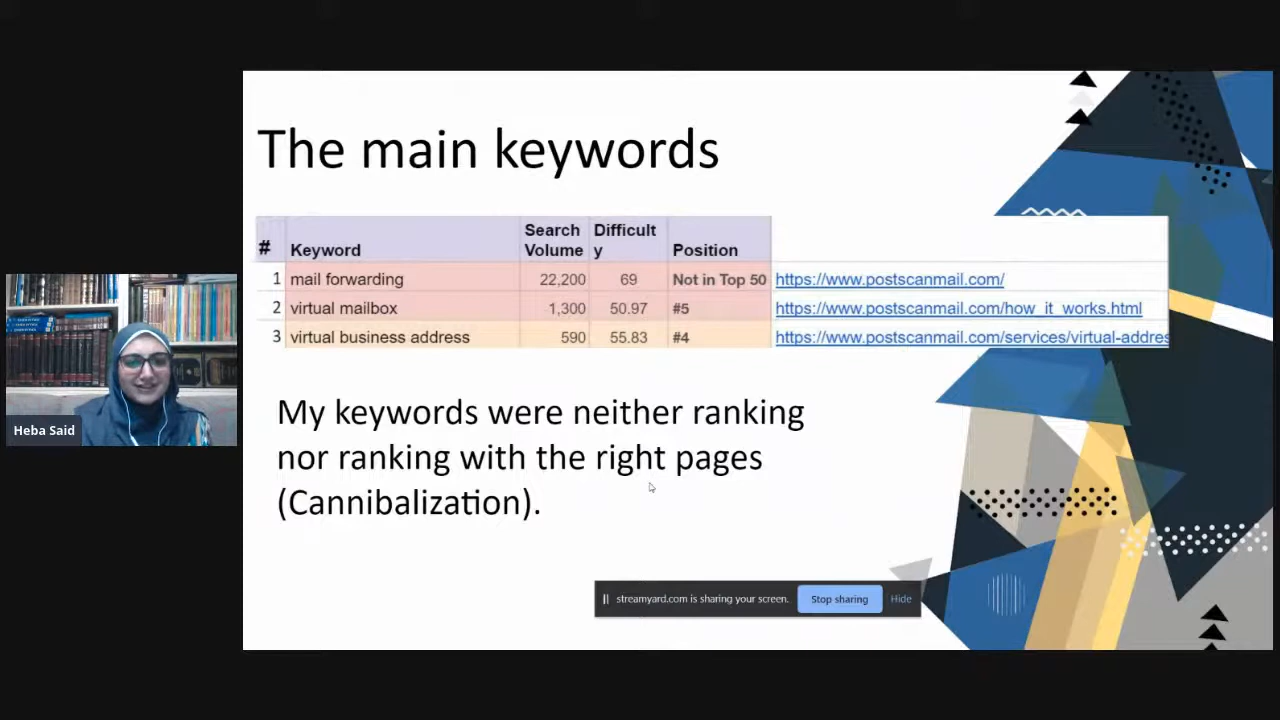 The main keywords
# Keyword Search Volume Difficulty Position
1 mail forwarding 22,200 69 Not in Top 50 https://www.postscanmail.com/
2 virtual mailbox 1,300 50.97 #5 https://www.postscanmail.com/how_it_works.html
3 virtual business address 590 55.83 #4 https://www.postscanmail.com/services/virtual-addres
My keywords were neither ranking
nor ranking with the right pages
(Cannibalization).
Heba Said
streamyard.com is sharing your screen. Stop sharing Hide